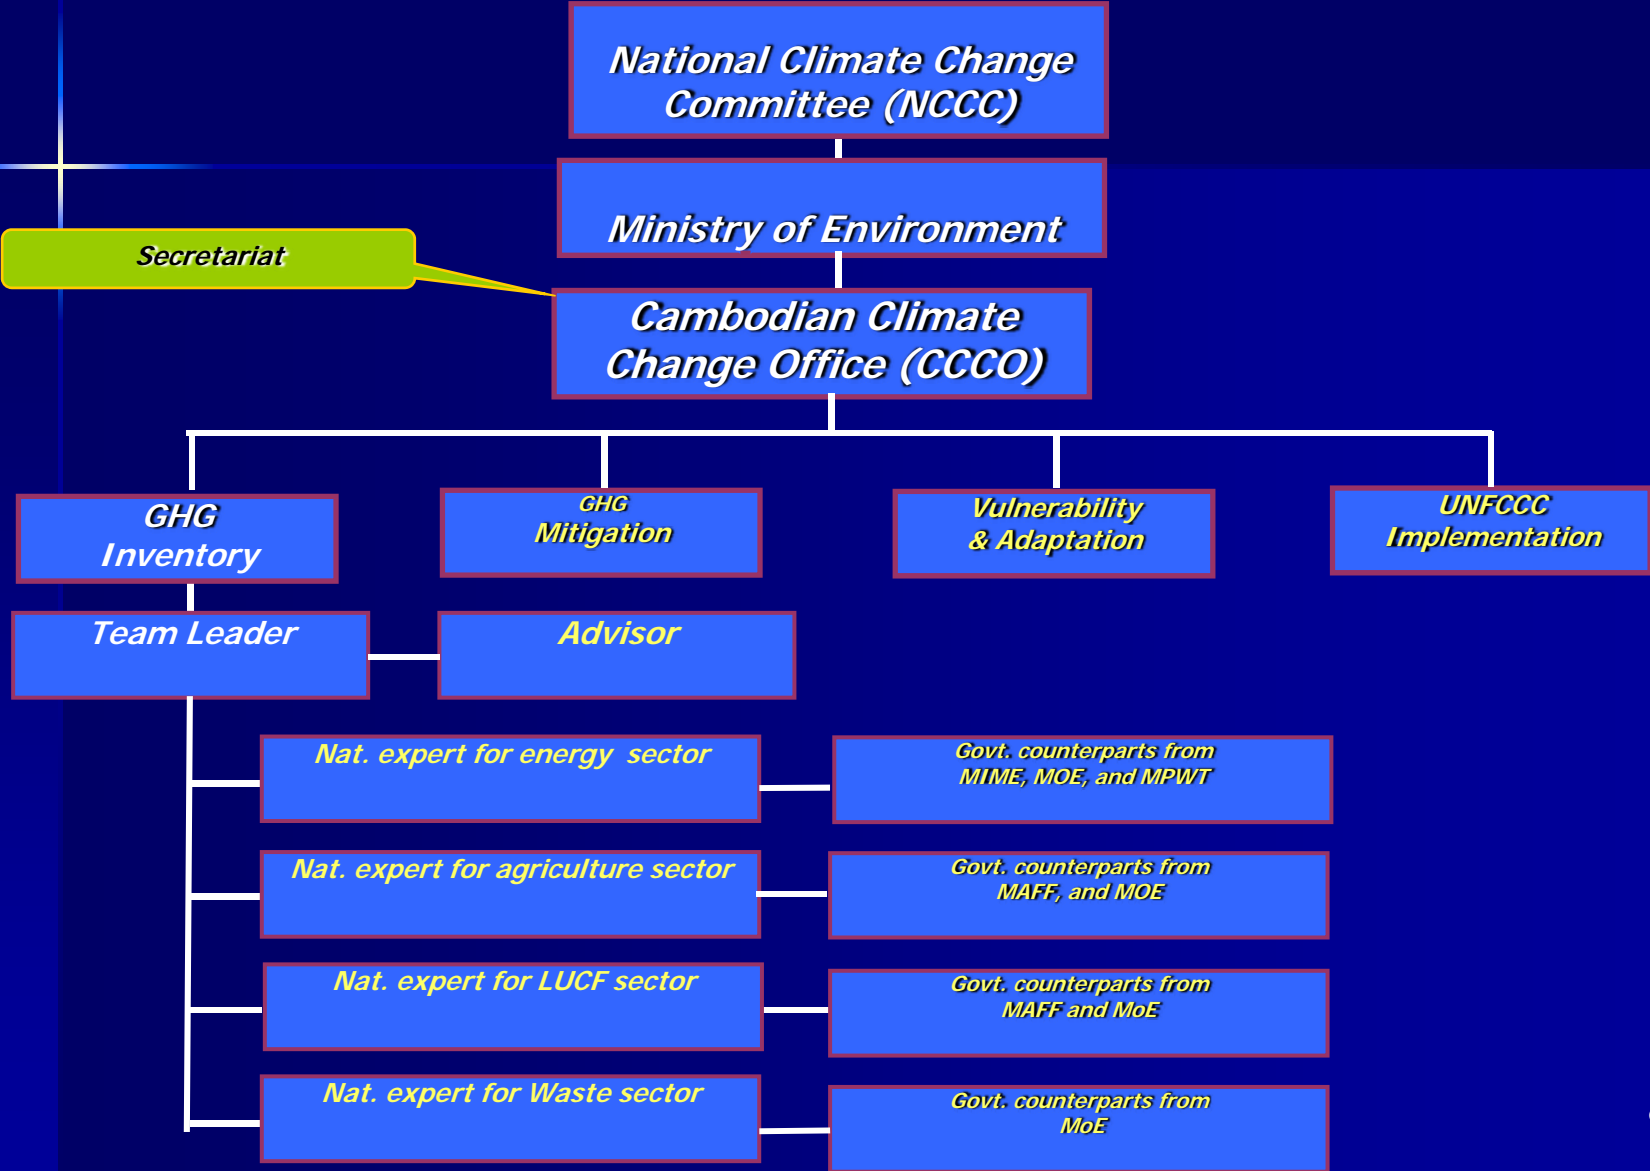 National Climate Change
Committee (NCCC)
Ministry of Environment
Secretariat
Cambodian Climate
Change Office (CCCO)
GHG
Inventory
GHG
Mitigation
Vulnerability
& Adaptation
UNFCCC
Implementation
Team Leader
Advisor
Nat. expert for energy  sector
Govt. counterparts from
MIME, MOE, and MPWT
Nat. expert for agriculture sector
Govt. counterparts from
MAFF, and MOE
Nat. expert for LUCF sector
Govt. counterparts from
MAFF and MoE
Nat. expert for Waste sector
Govt. counterparts from
MoE